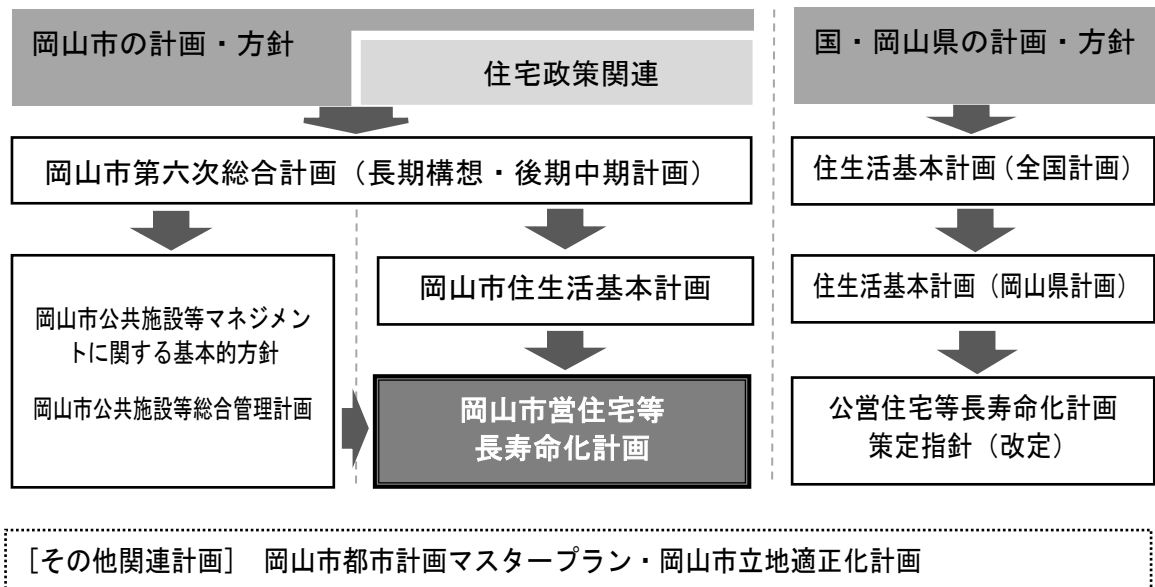 岡山市の計画・方針
住宅政策関連
岡山市第六次総合計画（長期構想・後期中期計画）
岡山市公共施設等マネジメン
トに関する基本的方針
岡山市公共施設等総合管理計画
岡山市住生活基本計画
岡山市営住宅等
長寿命化計画
国・岡山県の計画・方針
住生活基本計画（全国計画）
住生活基本計画（岡山県計画）
公営住宅等長寿命化計画
策定指針（改定）
［その他関連計画］　岡山市都市計画マスタープラン・岡山市立地適正化計画